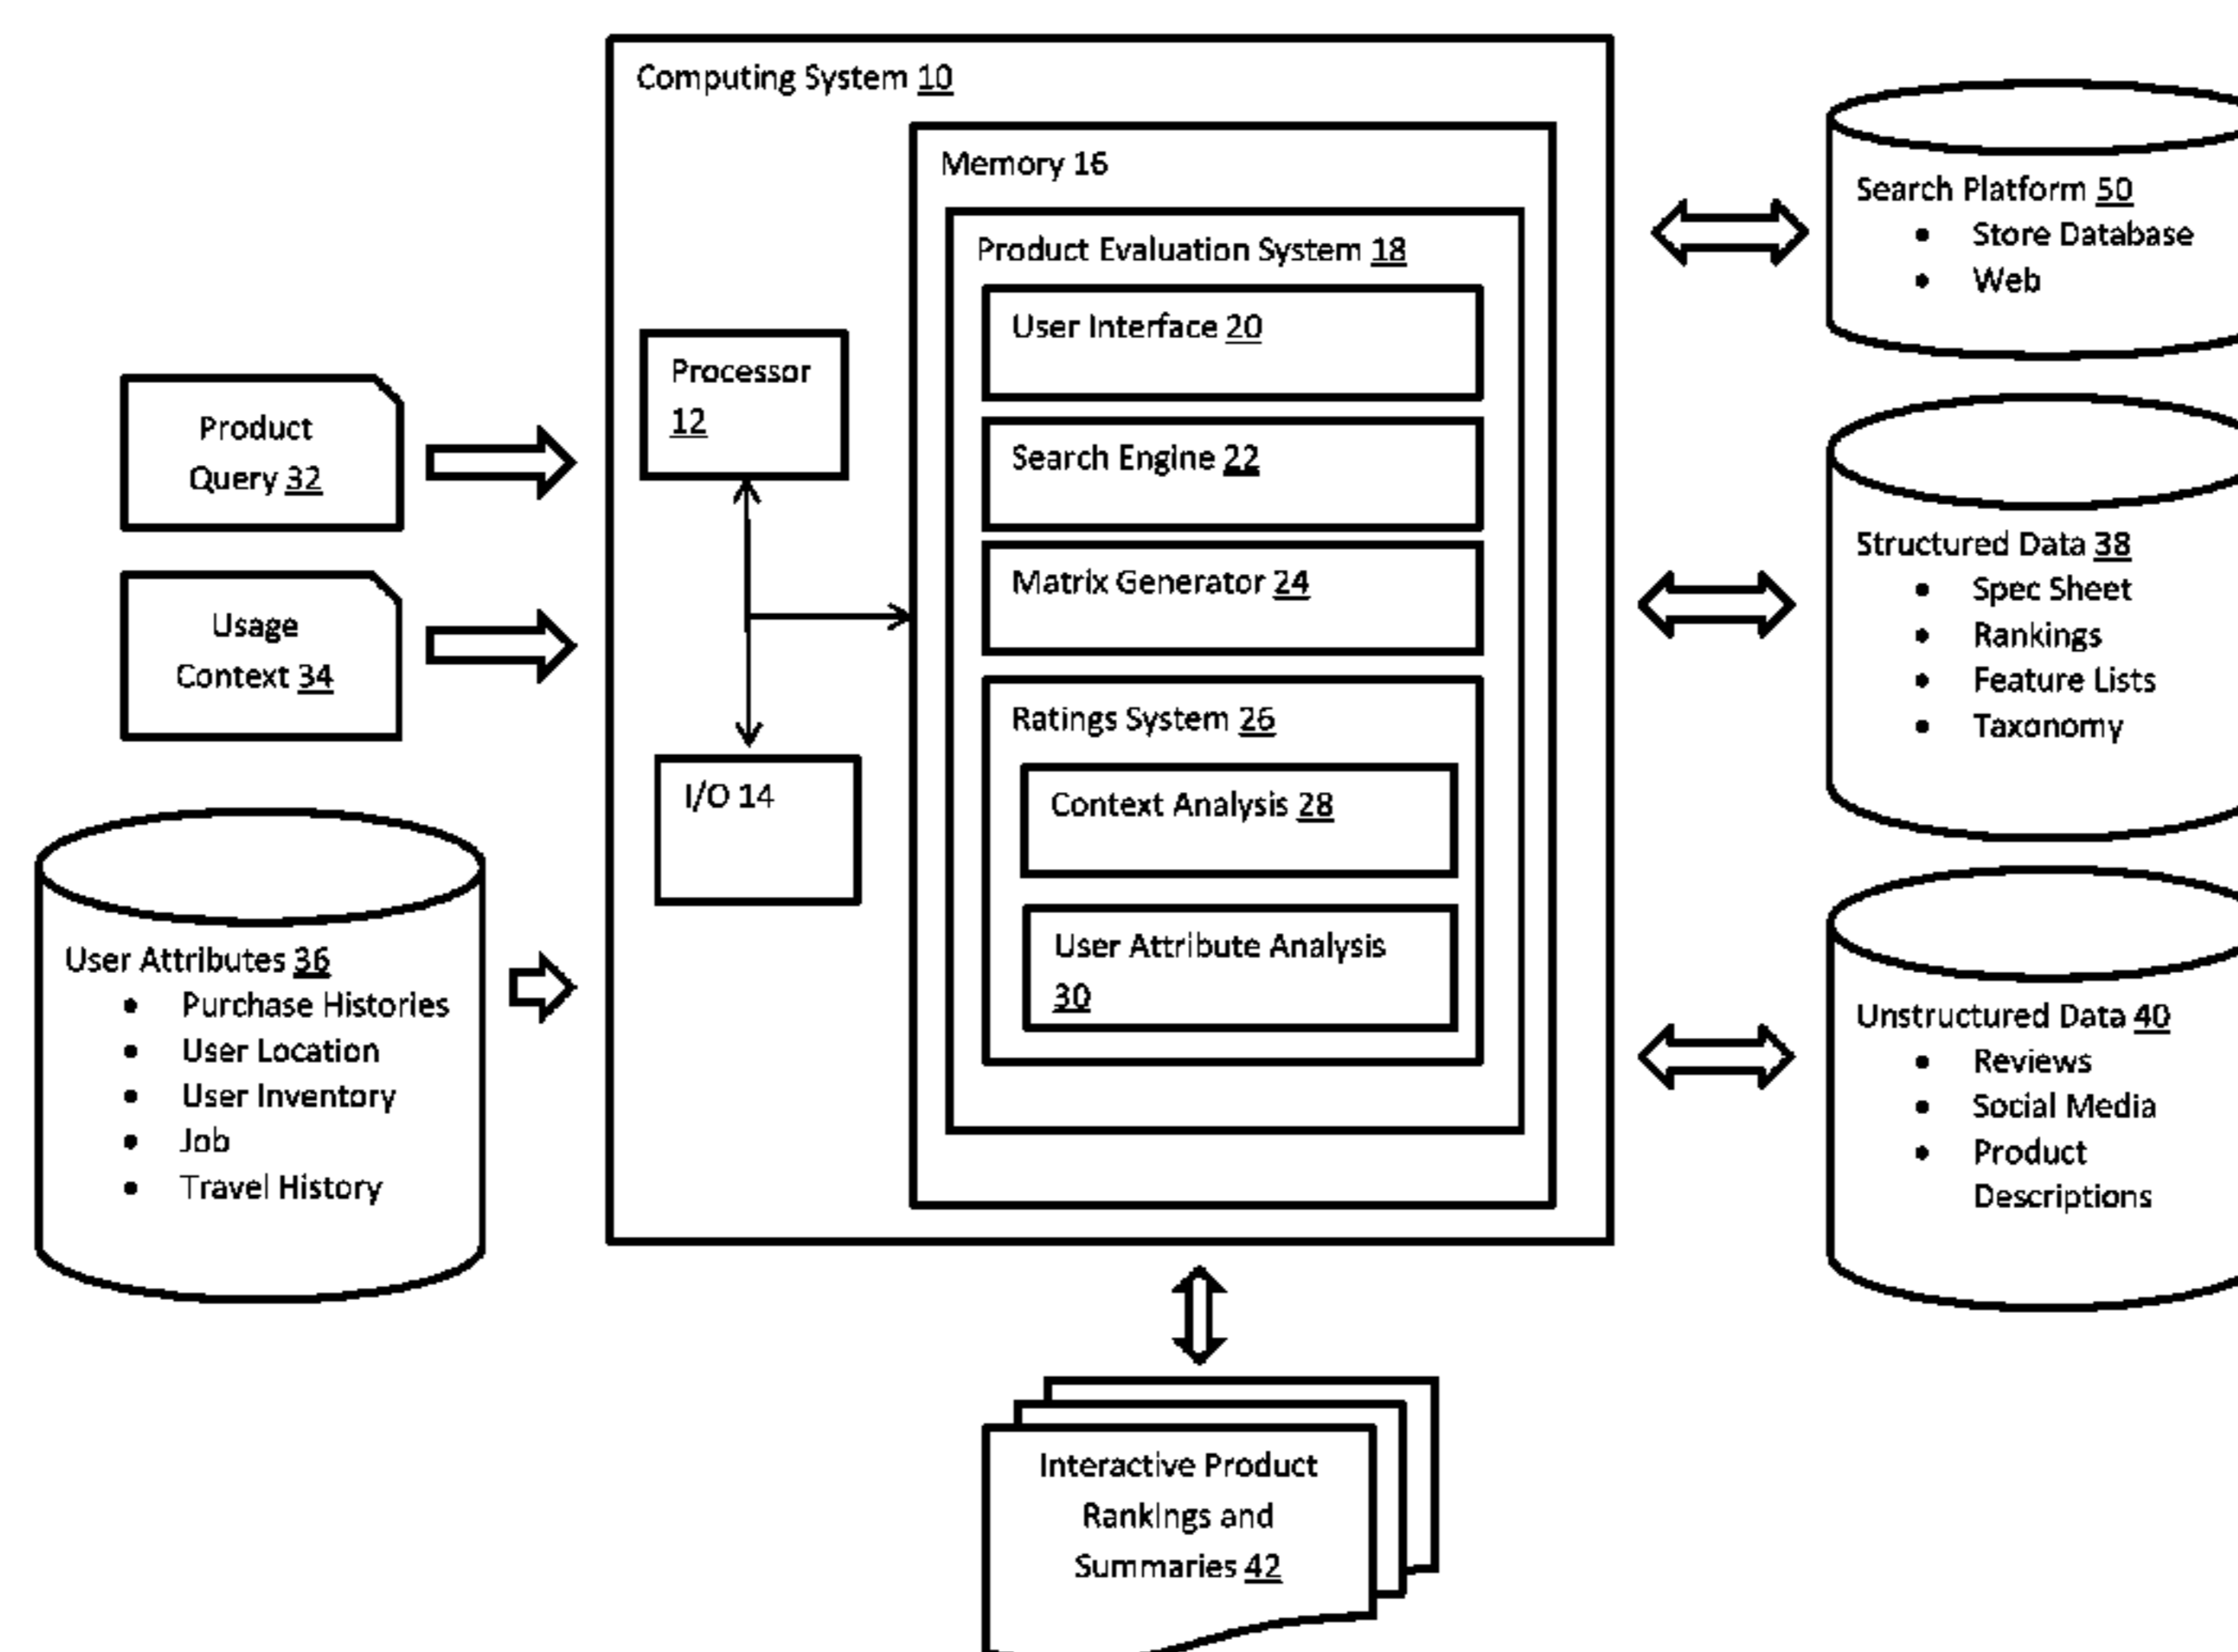 Computing System 10
Memory 16
Product Evaluation System 18
User Interface 20
Search Engine 22
Matrix Generator 24
Ratings System 26
Context Analysis 28
User Attribute Analysis
30
Processor
12
I/O 14
Product
Query 32
Usage
Context 34
User Attributes 36
• Purchase Histories
• User Location
• User Inventory
• Job
• Travel History
Search Platform 50
• Store Database
• Web
Structured Data 38
• Spec Sheet
• Rankings
• Feature Lists
• Taxonomy
Unstructured Data 40
• Reviews
• Social Media
• Product
Descriptions
Interactive Product
Rankings and
Summaries 42